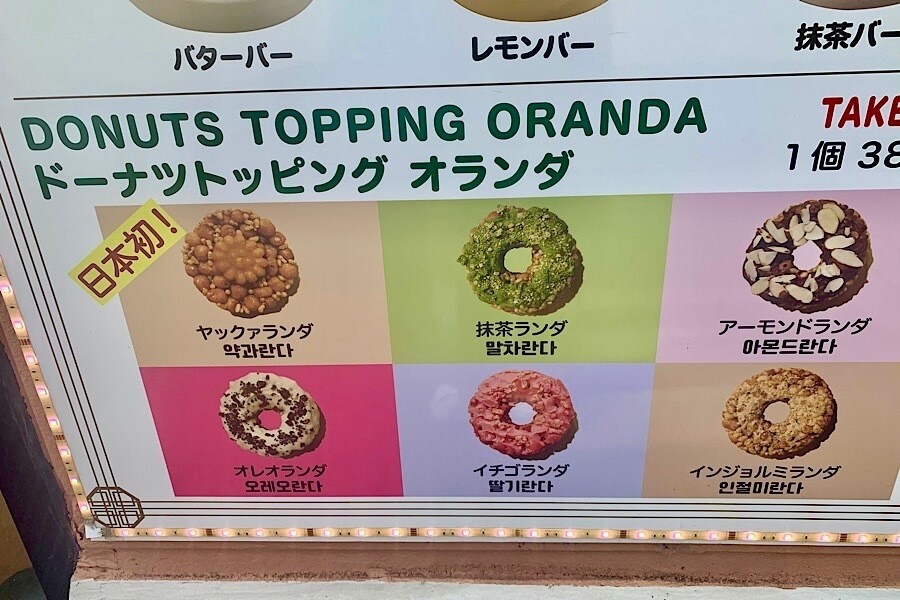 バターバー
レモンバー
抹茶バー
DONUTS TOPPING ORANDA
ドーナツトッピング オランダ
TAKE
1個 38
日本初!
ヤックァランダ
약과란다
抹茶ランダ
말차란다
アーモンドランダ
아몬드란다
オレオランダ
오레오란다
イチゴランダ
딸기란다
インジョルミランダ
인절미란다